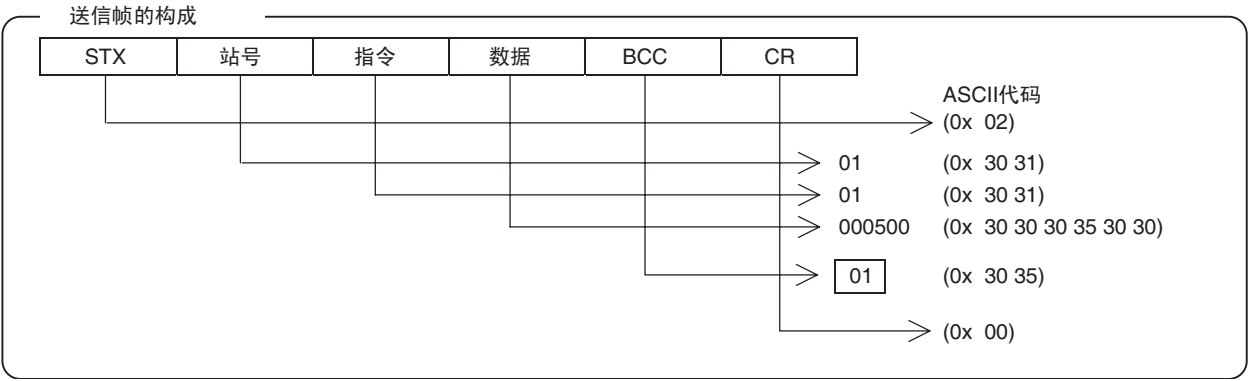 送信帧的构成
STX 站号 指令 数据 BCC CR
ASCII代码
(0x 02)
01 (0x 30 31)
01 (0x 30 31)
000500 (0x 30 30 30 35 30 30)
01 (0x 30 35)
(0x 00)